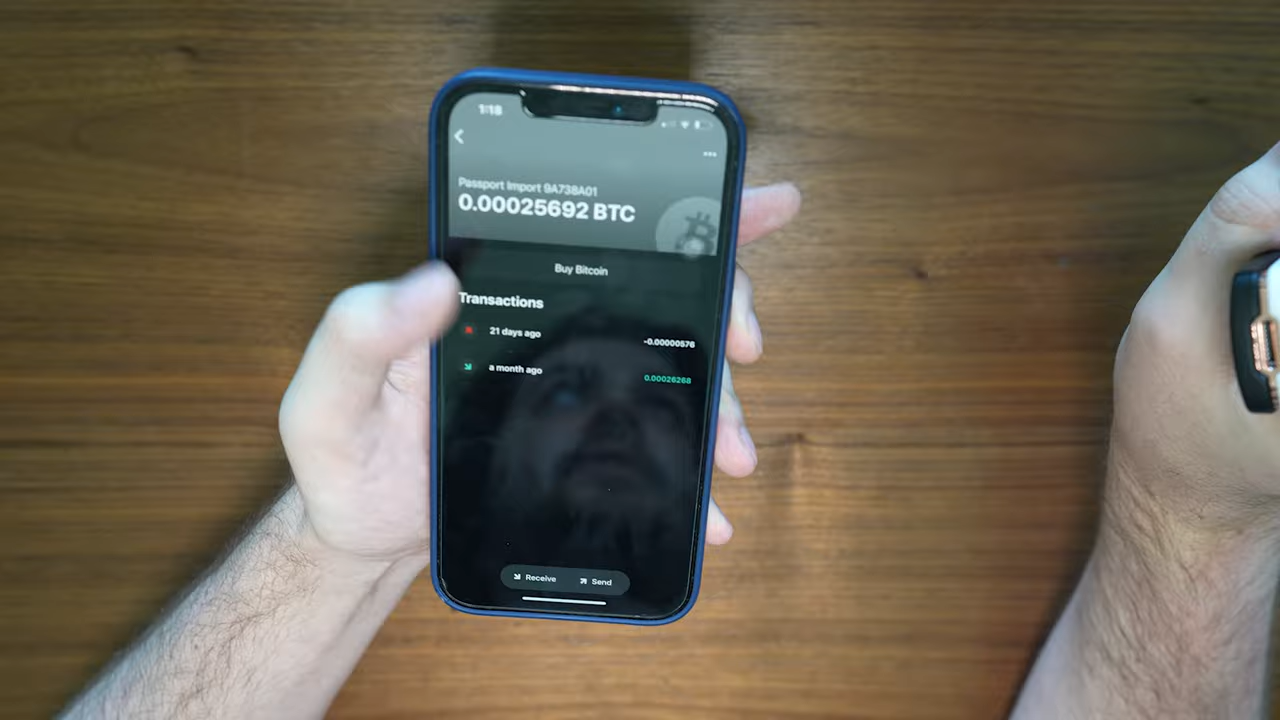 1:18
Passport Import 9A738A01
0.00025692 BTC
Buy Bitcoin
Transactions
21 days ago
-0.00000576
a month ago
0.00026268
Receive
Send